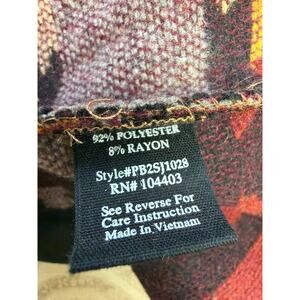 92% POLYESTER
8% RAYON
Style#PB2SJ1028
RN# 104403
See Reverse For
Care Instruction
Made In Vietnam